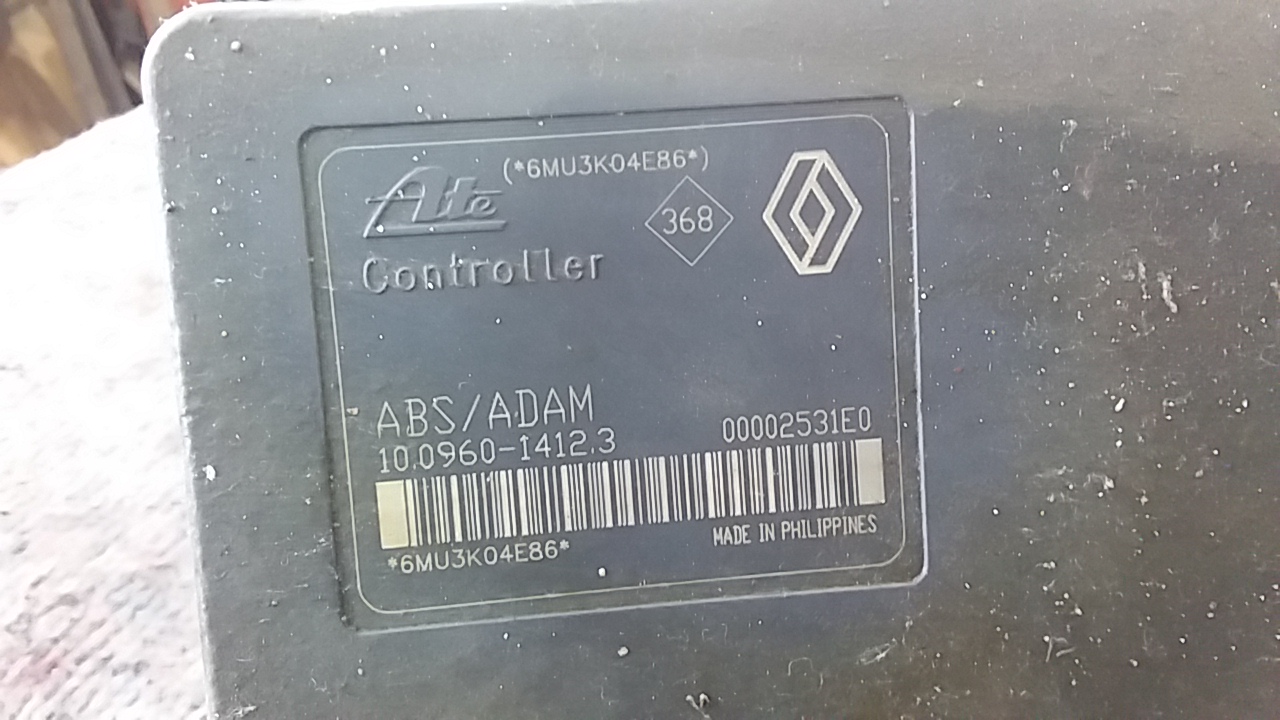 (*6MU3K04E86*)
Ate
368
Controller
ABS/ADAM
10.0960-1412.3
00002531E0
MADE IN PHILIPPINES
*6MU3K04E86*